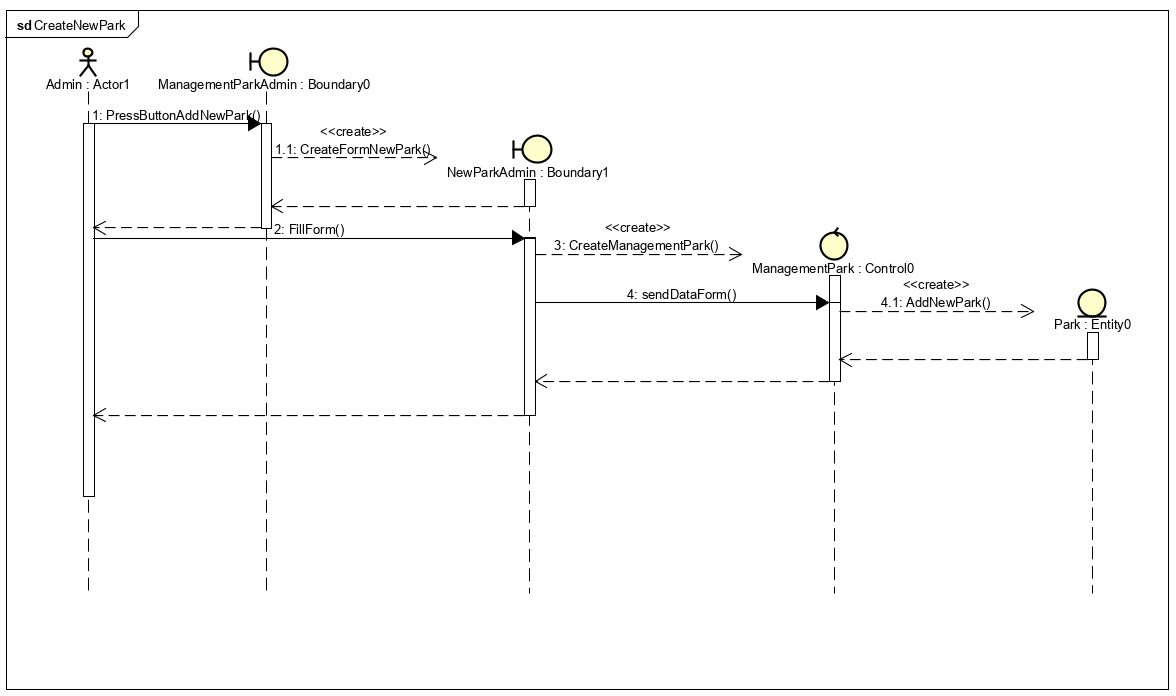 sd CreateNewPark
Admin : Actor1
ManagementParkAdmin : Boundary0
1: PressButtonAddNewPark()
<<create>>
1.1: CreateFormNewPark()
NewParkAdmin : Boundary1
2: FillForm()
<<create>>
3: CreateManagementPark()
ManagementPark : Control0
<<create>>
4: sendDataForm()
4.1: AddNewPark()
Park : Entity0